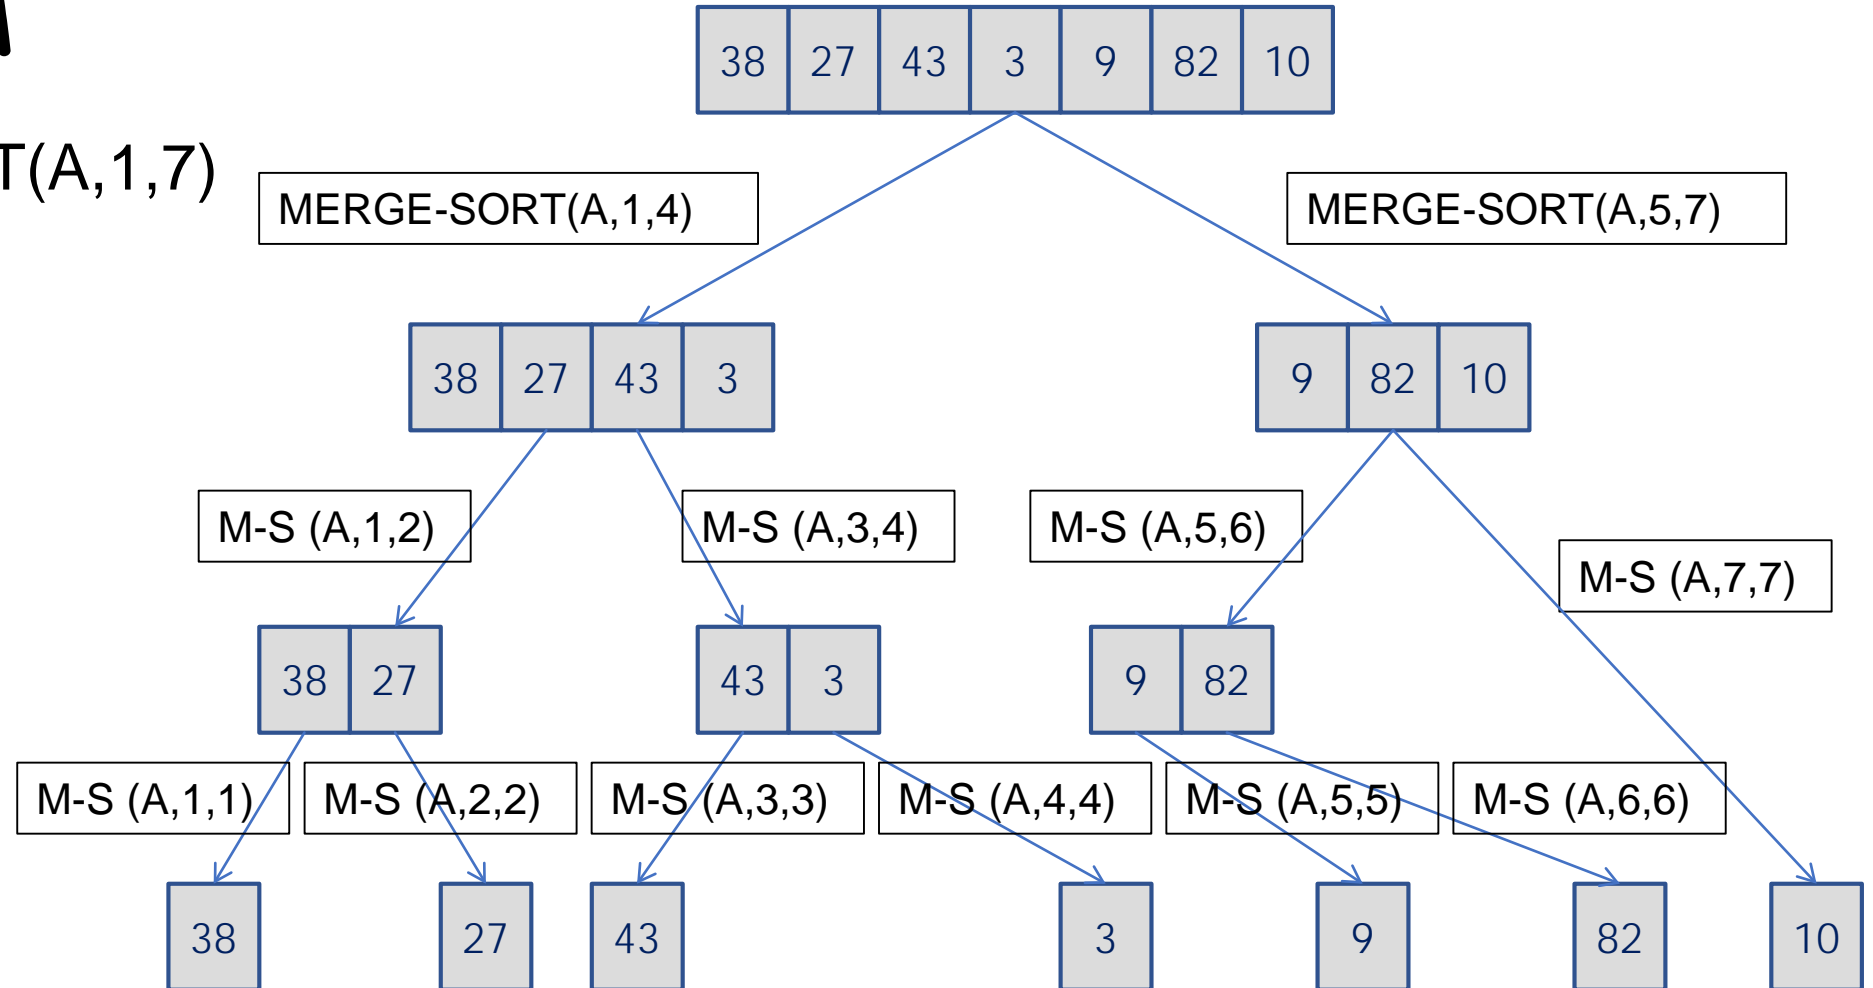 38 27 43 3 9 82 10
T(A,1,7)
MERGE-SORT(A,1,4)
MERGE-SORT(A,5,7)
38 27 43 3
9 82 10
M-S (A,1,2)
M-S (A,3,4)
M-S (A,5,6)
M-S (A,7,7)
38 27
43 3
9 82
M-S (A,1,1)
M-S (A,2,2)
M-S (A,3,3)
M-S (A,4,4)
M-S (A,5,5)
M-S (A,6,6)
38
27
43
3
9
82
10